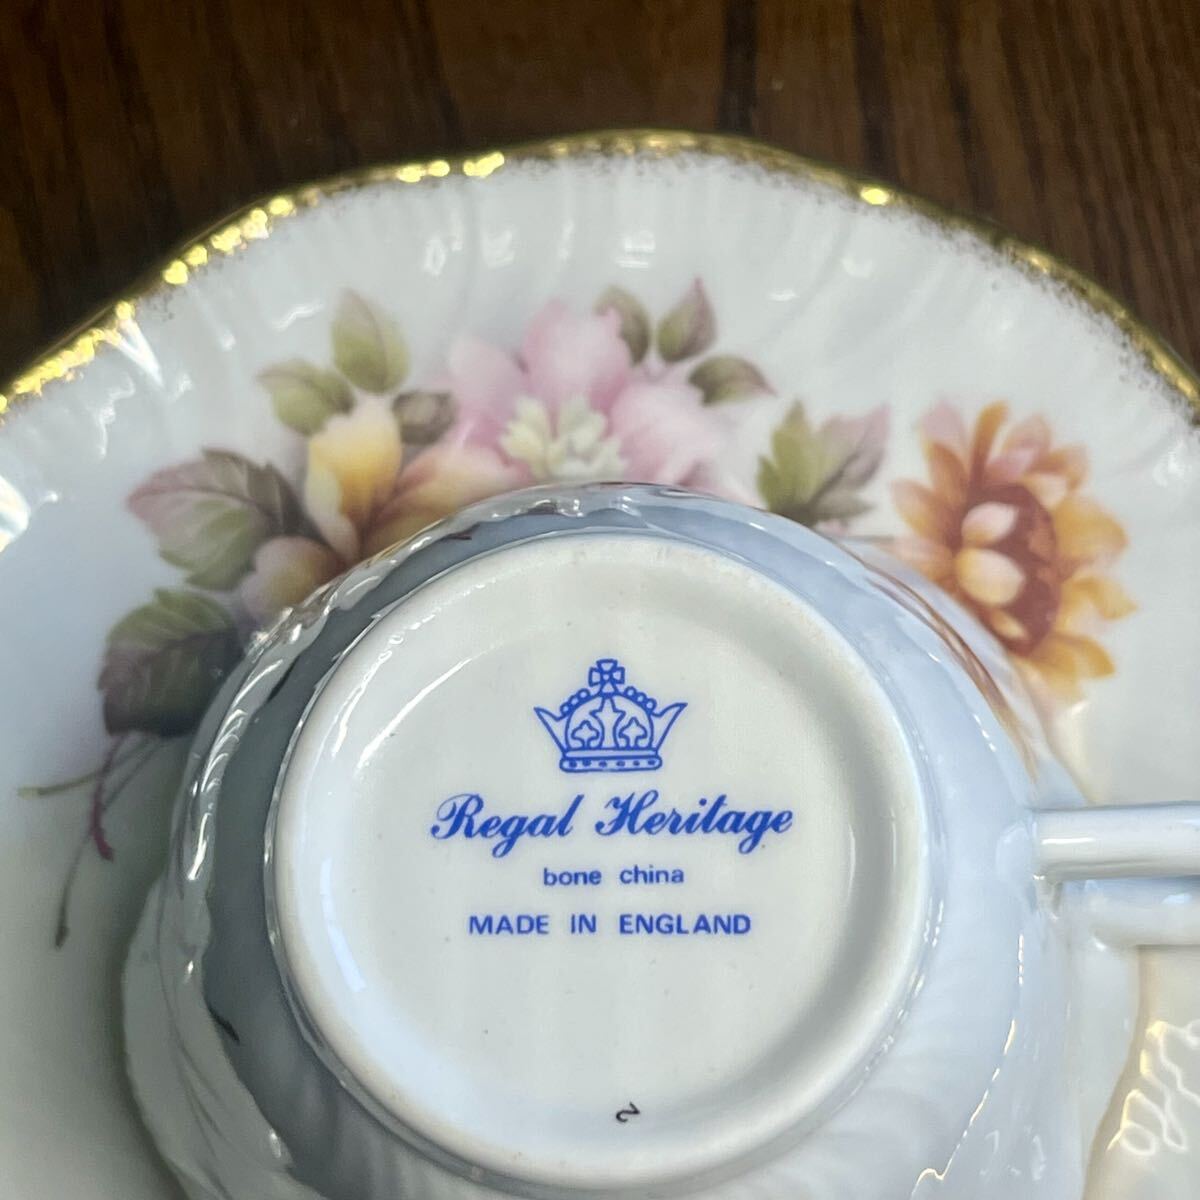 Regal Heritage
bone china
MADE IN ENGLAND
2